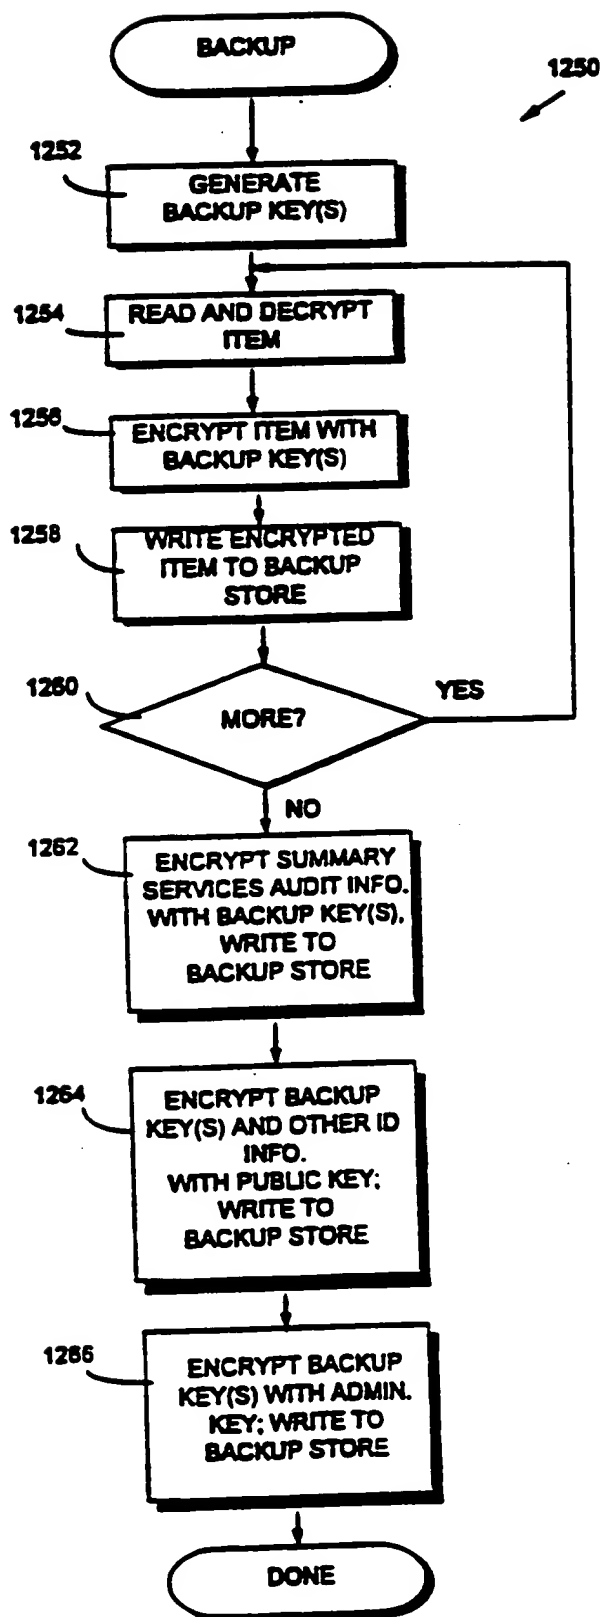 BACKUP
1250
1252
GENERATE
BACKUP KEY(S)
1254
READ AND DECRYPT
ITEM
1256
ENCRYPT ITEM WITH
BACKUP KEY(S)
1258
WRITE ENCRYPTED
ITEM TO BACKUP
STORE
1260
MORE?
YES
NO
1262
ENCRYPT SUMMARY
SERVICES AUDIT INFO.
WITH BACKUP KEY(S),
WRITE TO
BACKUP STORE
1264
ENCRYPT BACKUP
KEY(S) AND OTHER ID
INFO.
WITH PUBLIC KEY;
WRITE TO
BACKUP STORE
1266
ENCRYPT BACKUP
KEY(S) WITH ADMIN.
KEY; WRITE TO
BACKUP STORE
DONE